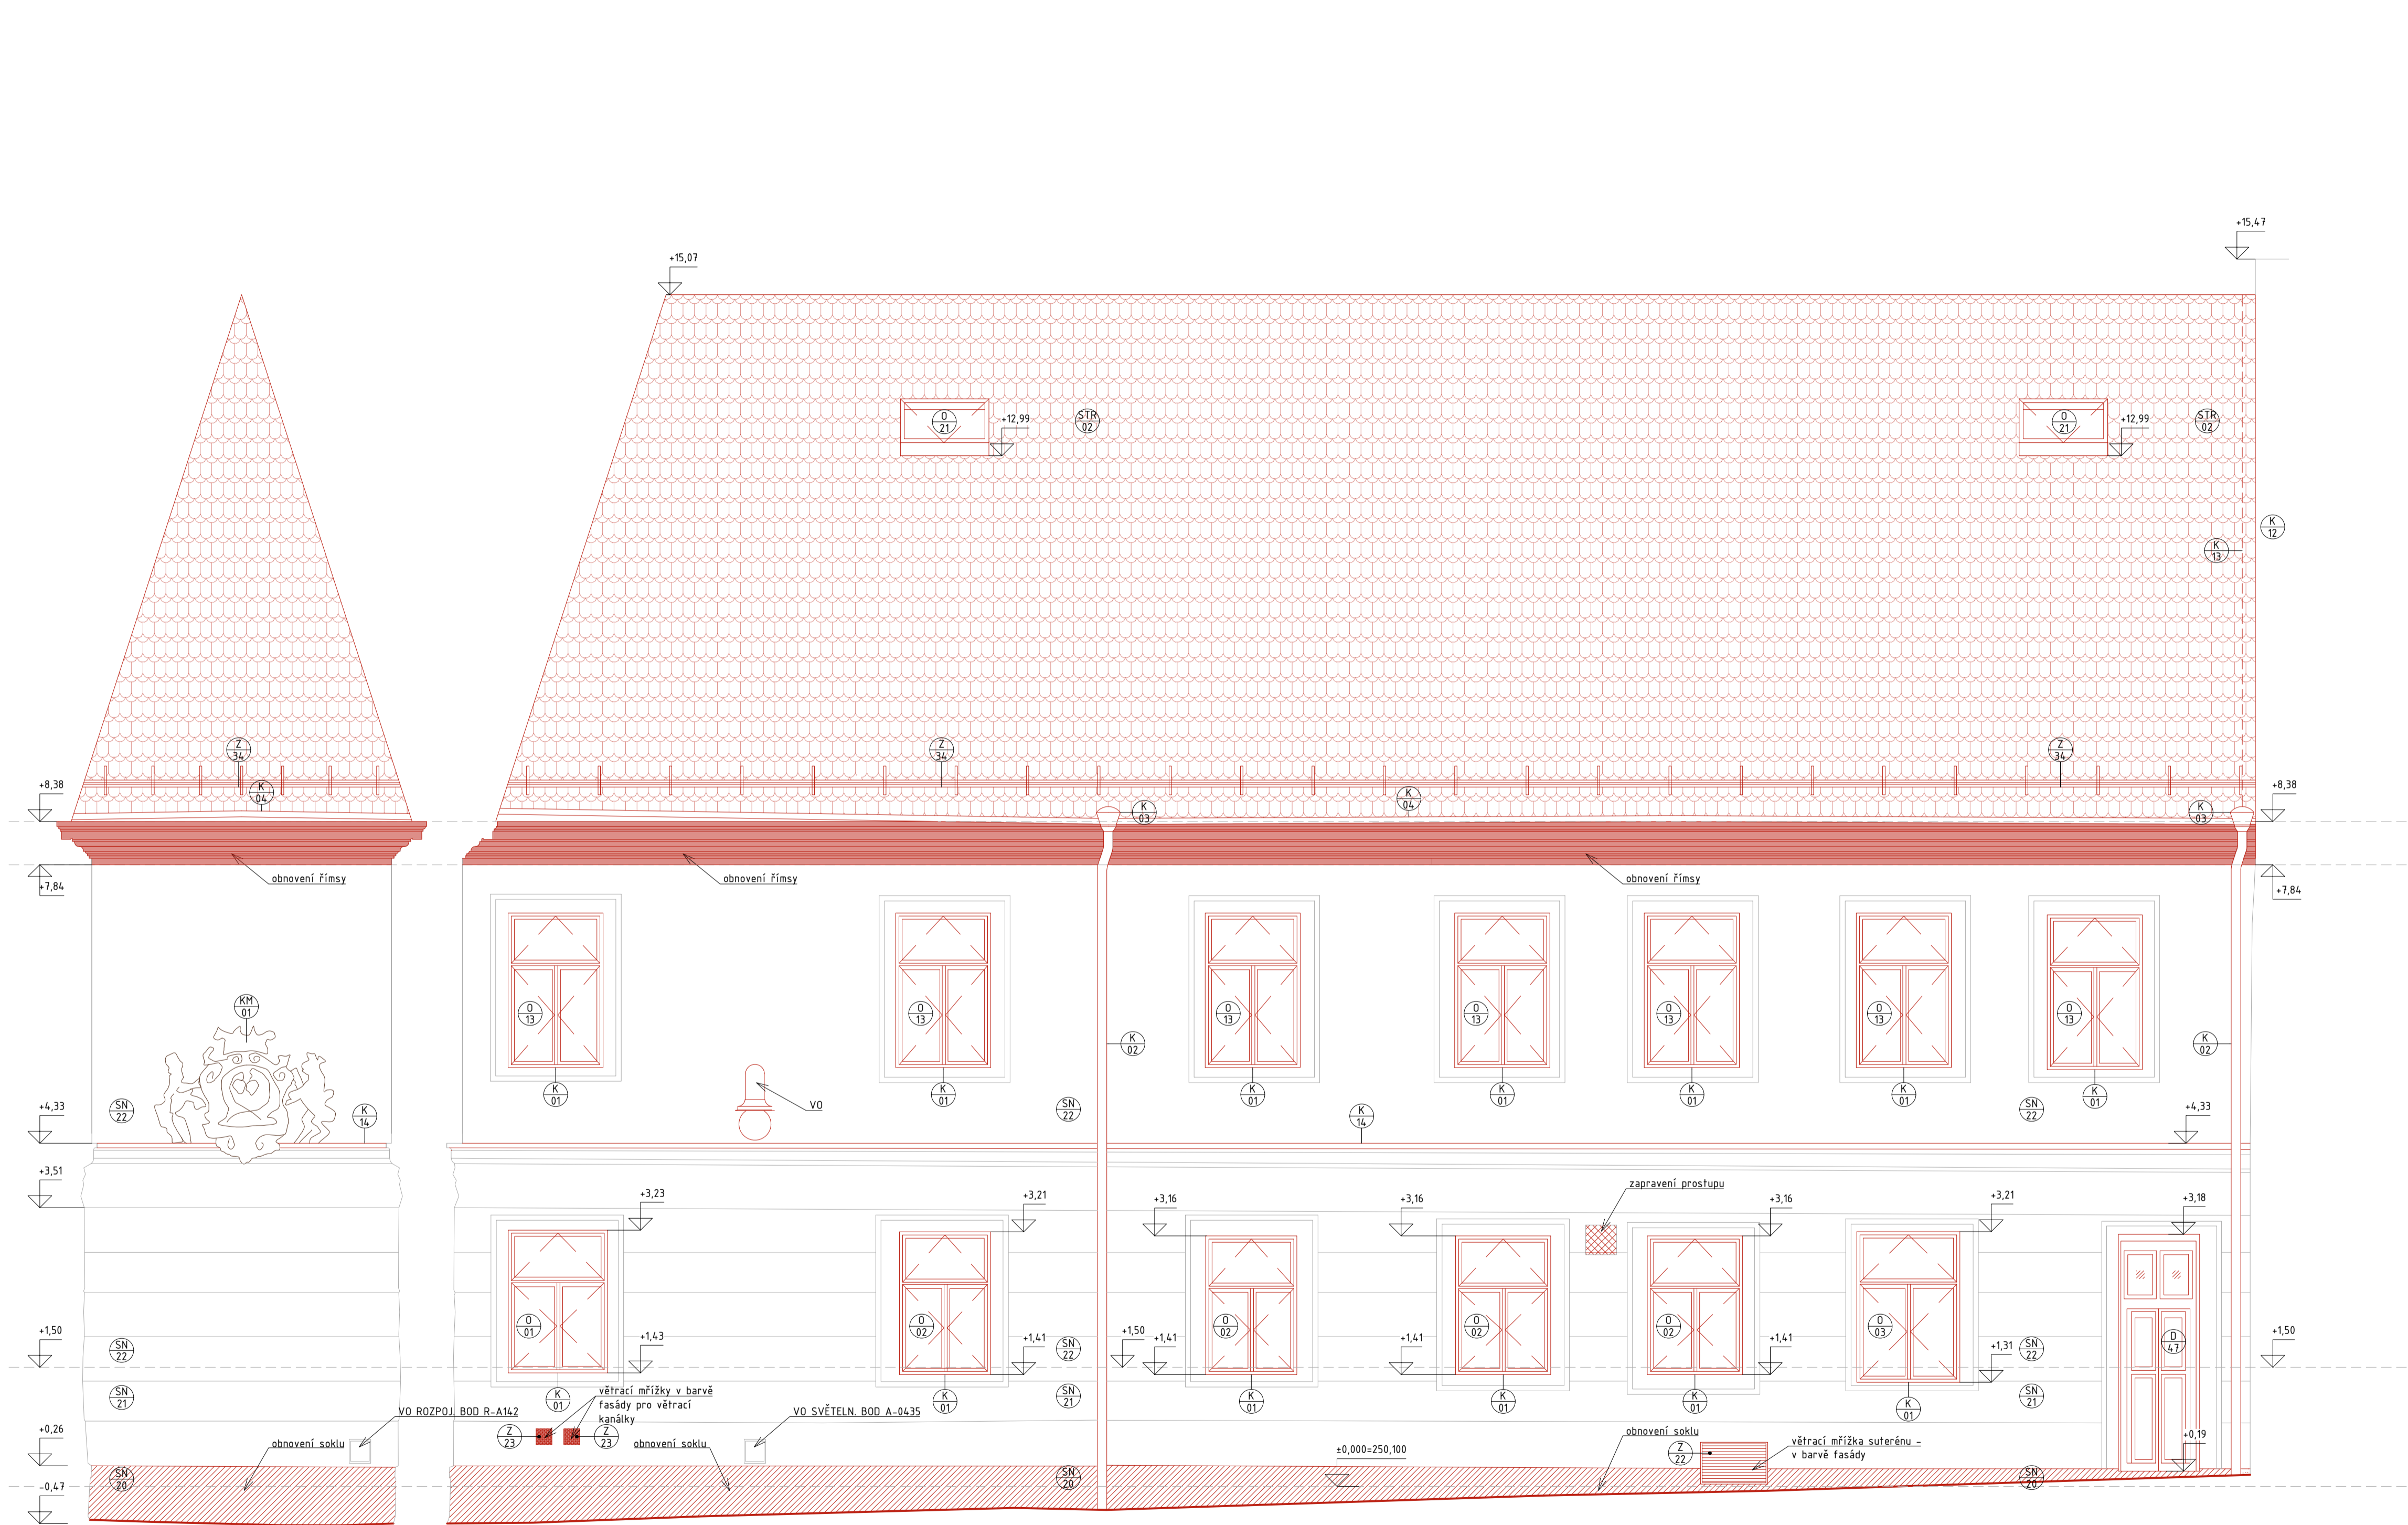 +15,47
+15,07
O
21
+12,99
STR
02
O
21
+12,99
STR
02
K
12
K
13
Z
34
Z
34
Z
34
+8,38
K
04
K
04
K
03
K
03
+8,38
obnovení římsy
obnovení římsy
obnovení římsy
+7,84
+7,84
KM
01
O
13
O
13
O
13
O
13
O
13
O
13
O
13
K
02
K
02
K
01
K
01
K
01
K
01
K
01
K
01
K
01
VO
+4,33
SN
22
K
14
SN
22
K
14
SN
22
+4,33
+3,51
zapravení prostupu
+3,23
+3,21
+3,16
+3,16
+3,16
+3,21
+3,18
O
01
O
02
O
02
O
02
O
02
O
03
D
47
+1,50
+1,43
+1,41
+1,50
+1,41
+1,41
+1,41
+1,31
+1,50
SN
22
SN
22
SN
22
SN
21
SN
21
SN
21
K
01
K
01
K
01
K
01
K
01
K
01
větrací mřížky v barvě
fasády pro větrací
kanálky
VO ROZPOJ. BOD R-A142
VO SVĚTELN. BOD A-0435
Z
23
Z
23
+0,26
obnovení soklu
obnovení soklu
obnovení soklu
±0,000=250,100
Z
22
větrací mřížka suterénu -
v barvě fasády
+0,19
SN
20
SN
20
SN
20
-0,47